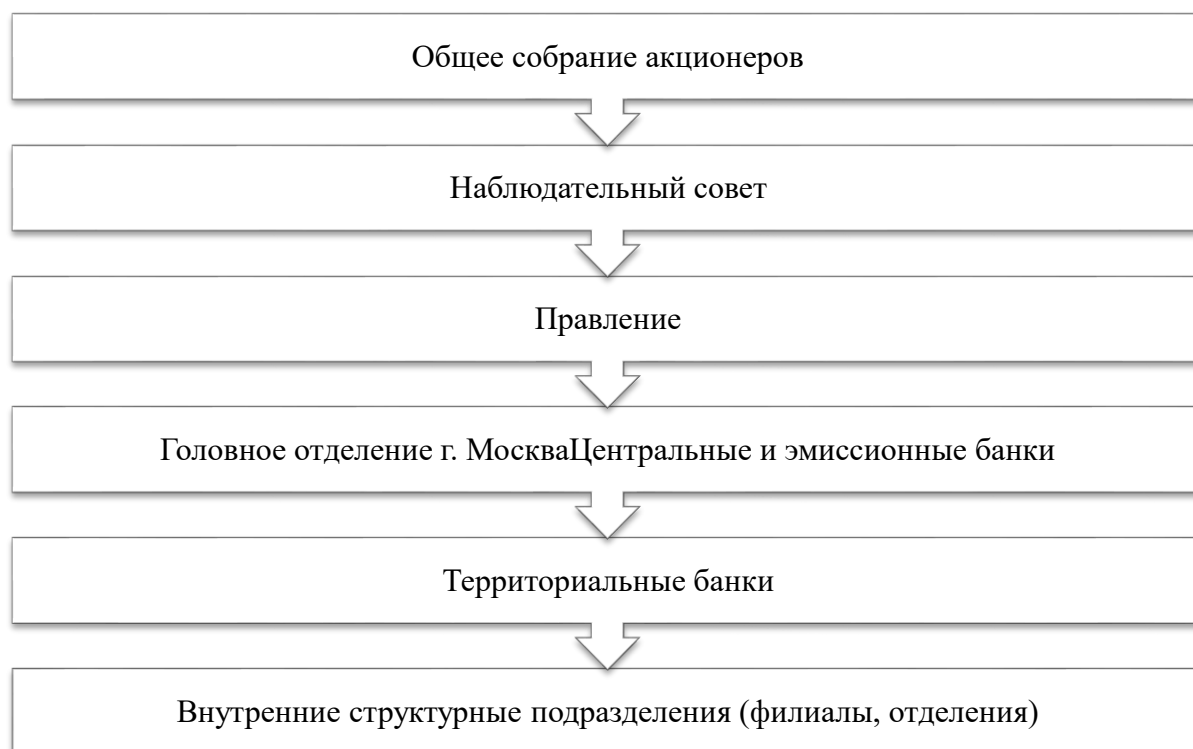 Общее собрание акционеров
Наблюдательный совет
Правление
Головное отделение г. МоскваЦентральные и эмиссионные банки
Территориальные банки
Внутренние структурные подразделения (филиалы, отделения)